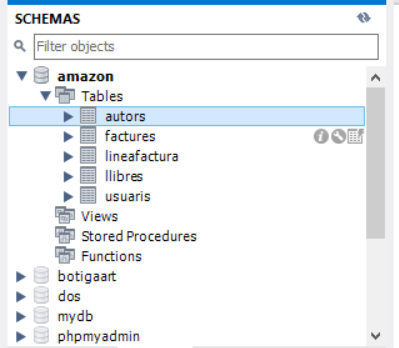 SCHEMAS
Filter objects
amazon
Tables
autors
factures
lineafactura
llibres
usuaris
Views
Stored Procedures
Functions
botigaart
dos
mydb
phpmyadmin